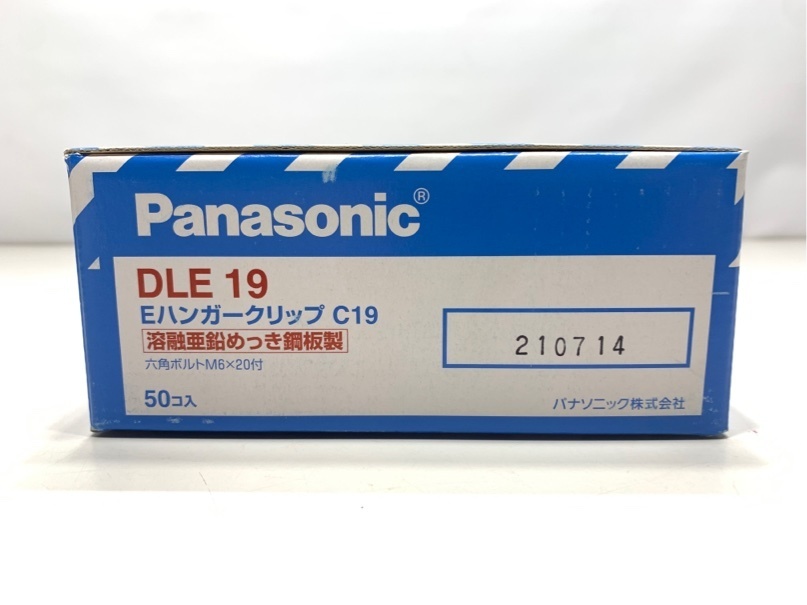 Panasonic®
DLE 19
Eハンガークリップ C19
溶融亜鉛めっき鋼板製
六角ボルトM6×20付
210714
50コ入
パナソニック株式会社